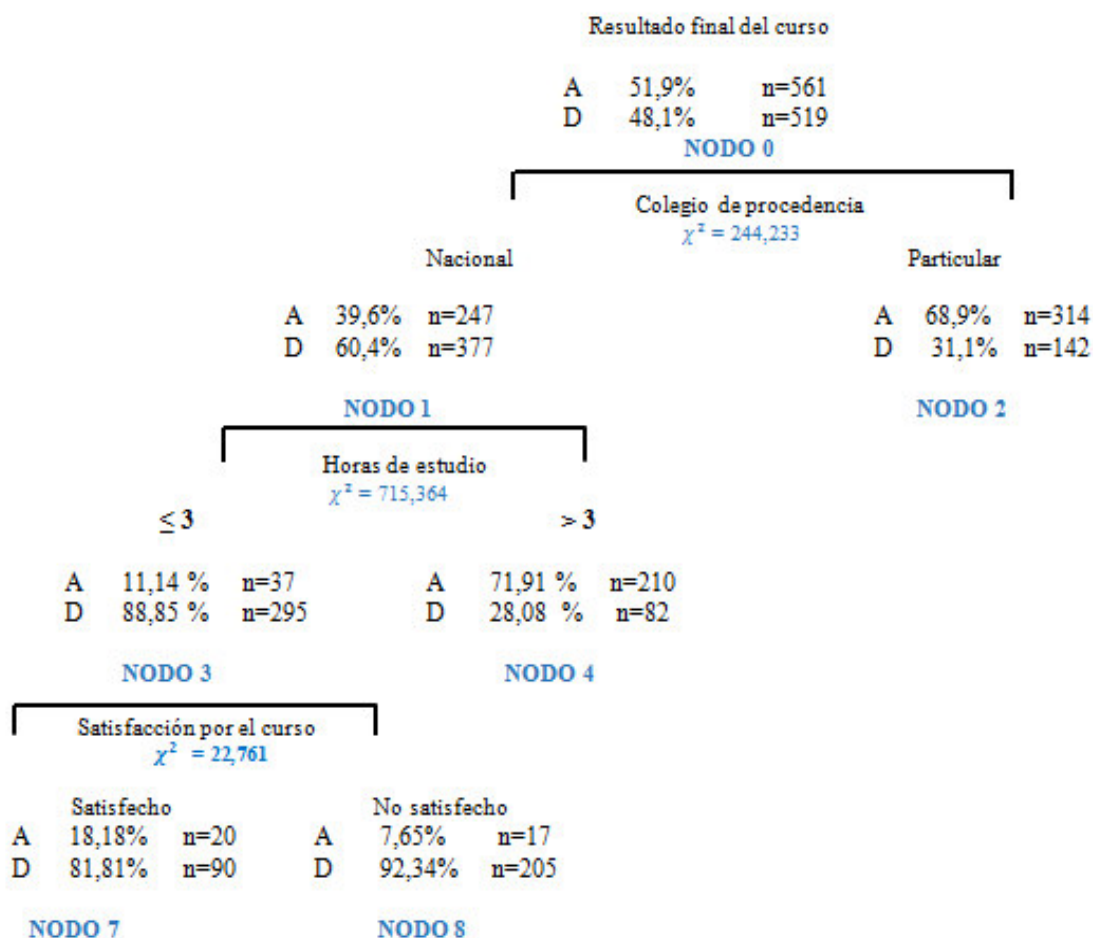 Resultado final del curso
A 51,9% n=561
D 48,1% n=519
NODO 0
Colegio de procedencia
χ² = 244,233
Nacional Particular
A 39,6% n=247 A 68,9% n=314
D 60,4% n=377 D 31,1% n=142
NODO 1 NODO 2
Horas de estudio
χ² = 715,364
≤ 3 > 3
A 11,14 % n=37 A 71,91 % n=210
D 88,85 % n=295 D 28,08 % n=82
NODO 3 NODO 4
Satisfacción por el curso
χ² = 22,761
Satisfecho No satisfecho
A 18,18% n=20 A 7,65% n=17
D 81,81% n=90 D 92,34% n=205
NODO 7 NODO 8